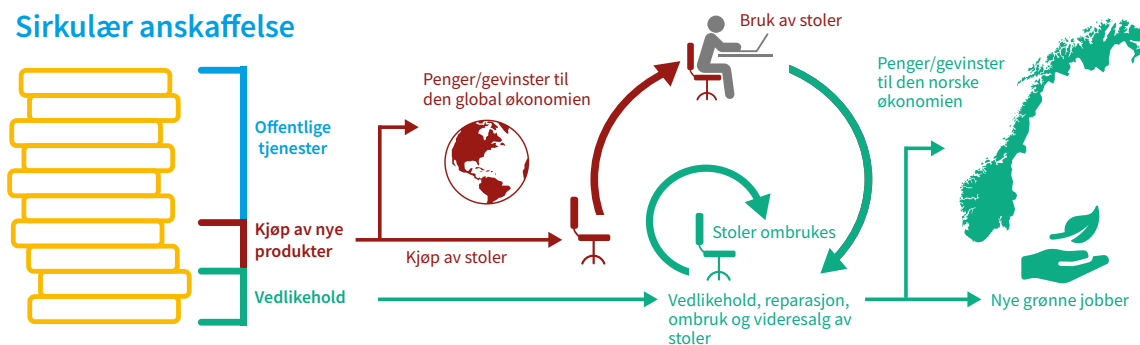 Sirkulær anskaffelse
Offentlige
tjenester
Kjøp av nye
produkter
Vedlikehold
Penger/gevinster til
den global økonomien
Kjøp av stoler
Bruk av stoler
Stoler ombrukes
Vedlikehold, reparasjon,
ombruk og videresalg av
stoler
Penger/gevinster
til den norske
økonomien
Nye grønne jobber